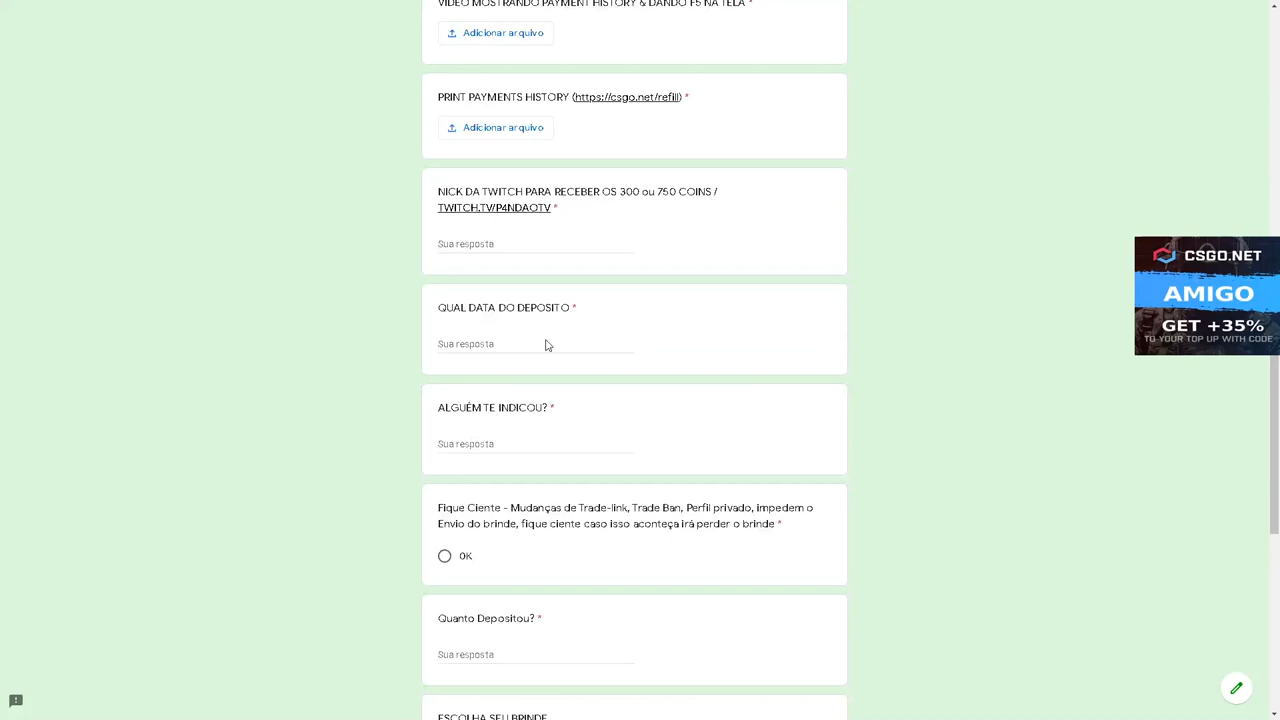 VIDEO MOSTRANDO PAYMENT HISTORY & DANDO F5 NA TELA *
Adicionar arquivo
PRINT PAYMENTS HISTORY (https://csgo.net/refill) *
Adicionar arquivo
NICK DA TWITCH PARA RECEBER OS 300 ou 750 COINS /
TWITCH.TV/P4NDAOTV *
Sua resposta
QUAL DATA DO DEPOSITO *
Sua resposta
ALGUÉM TE INDICOU? *
Sua resposta
Fique Ciente - Mudanças de Trade-link, Trade Ban, Perfil privado, impedem o
Envio do brinde, fique ciente caso isso aconteça irá perder o brinde *
OK
Quanto Depositou? *
Sua resposta
ESCOLHA SEU BRINDE
CSGO.NET
AMIGO
GET +35%
TO YOUR TOP UP WITH CODE